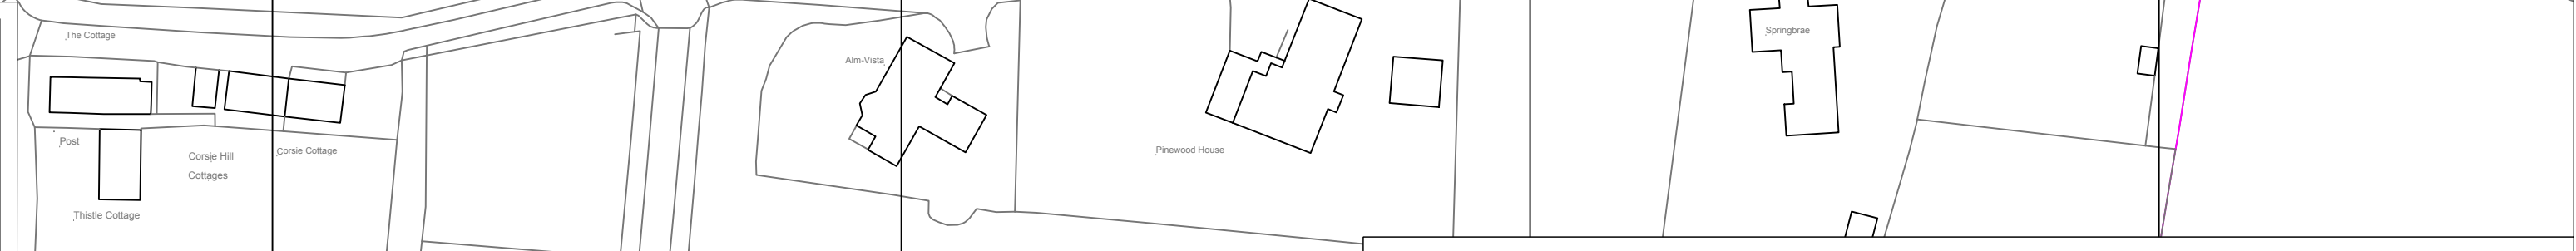 The Cottage
Post
Corsie Hill
Cottages
Corsie Cottage
Thistle Cottage
Alm-Vista
Pinewood House
Springbrae